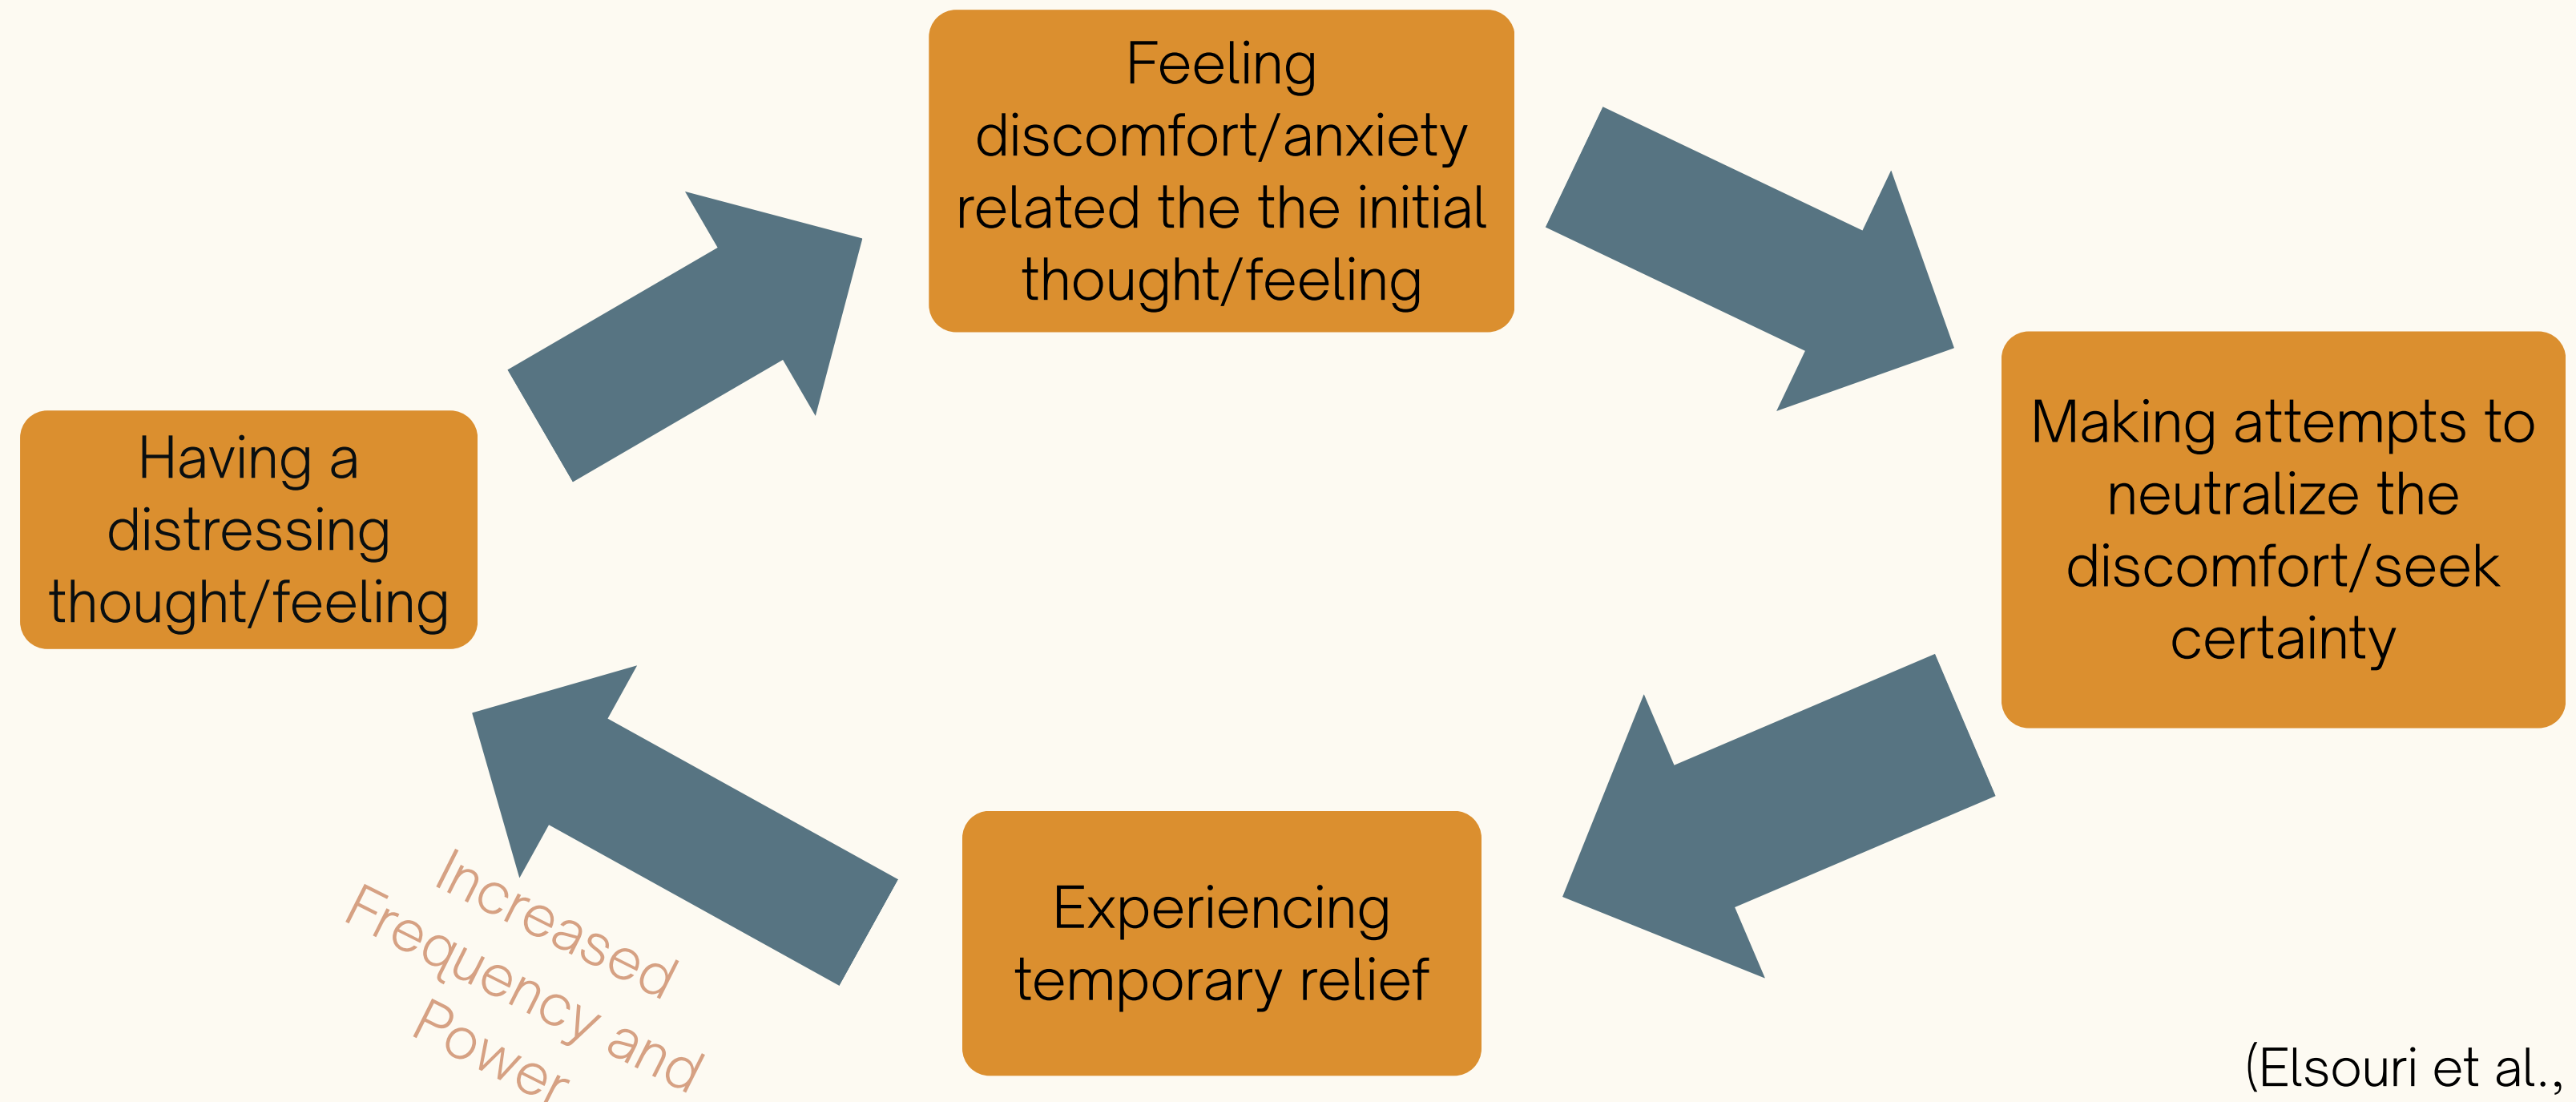 Feeling
discomfort/anxiety
related the the initial
thought/feeling
Having a
distressing
thought/feeling
Making attempts to
neutralize the
discomfort/seek
certainty
Experiencing
temporary relief
Increased
Frequency and
Power
(Elsouri et al.,